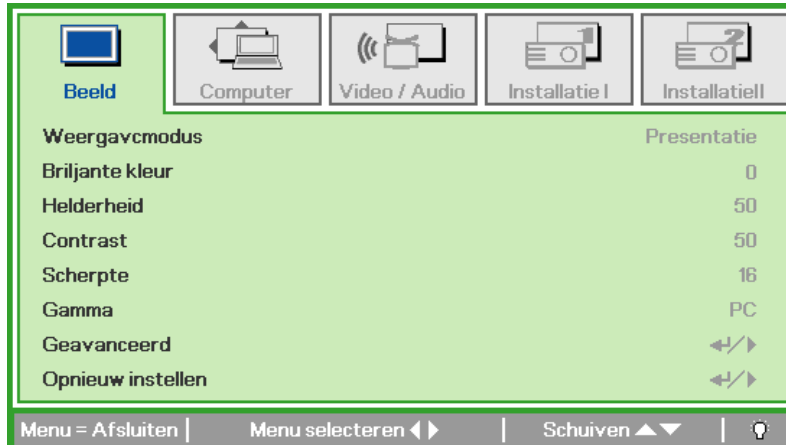 Beeld Computer Video / Audio Installatie I InstallatieII
Weergavcmodus Presentatie
Briljante kleur 0
Helderheid 50
Contrast 50
Scherpte 16
Gamma PC
Geavanceerd
Opnieuw instellen
Menu = Afsluiten | Menu selecteren | Schuiven |